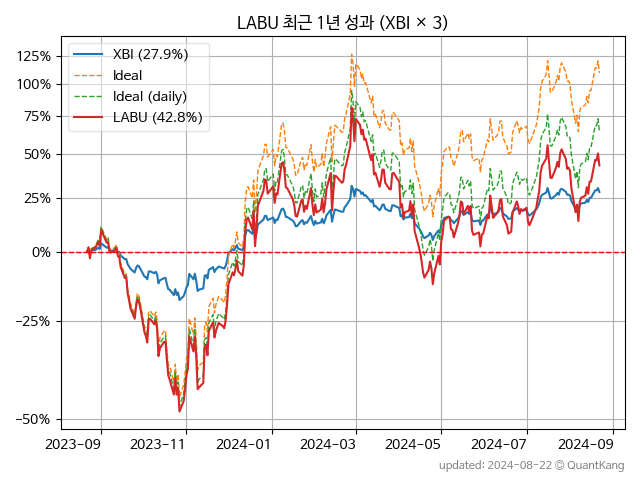 LABU 최근 1년 성과 (XBI × 3)
XBI (27.9%)
Ideal
Ideal (daily)
LABU (42.8%)
125%
100%
75%
50%
25%
0%
−25%
−50%
2023-09
2023-11
2024-01
2024-03
2024-05
2024-07
2024-09
updated: 2024-08-22 © QuantKang